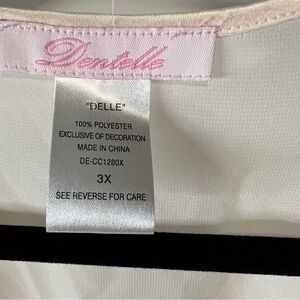 Dentelle
"DELLE"
100% POLYESTER
EXCLUSIVE OF DECORATION
MADE IN CHINA
DE-CC1280X
3X
SEE REVERSE FOR CARE